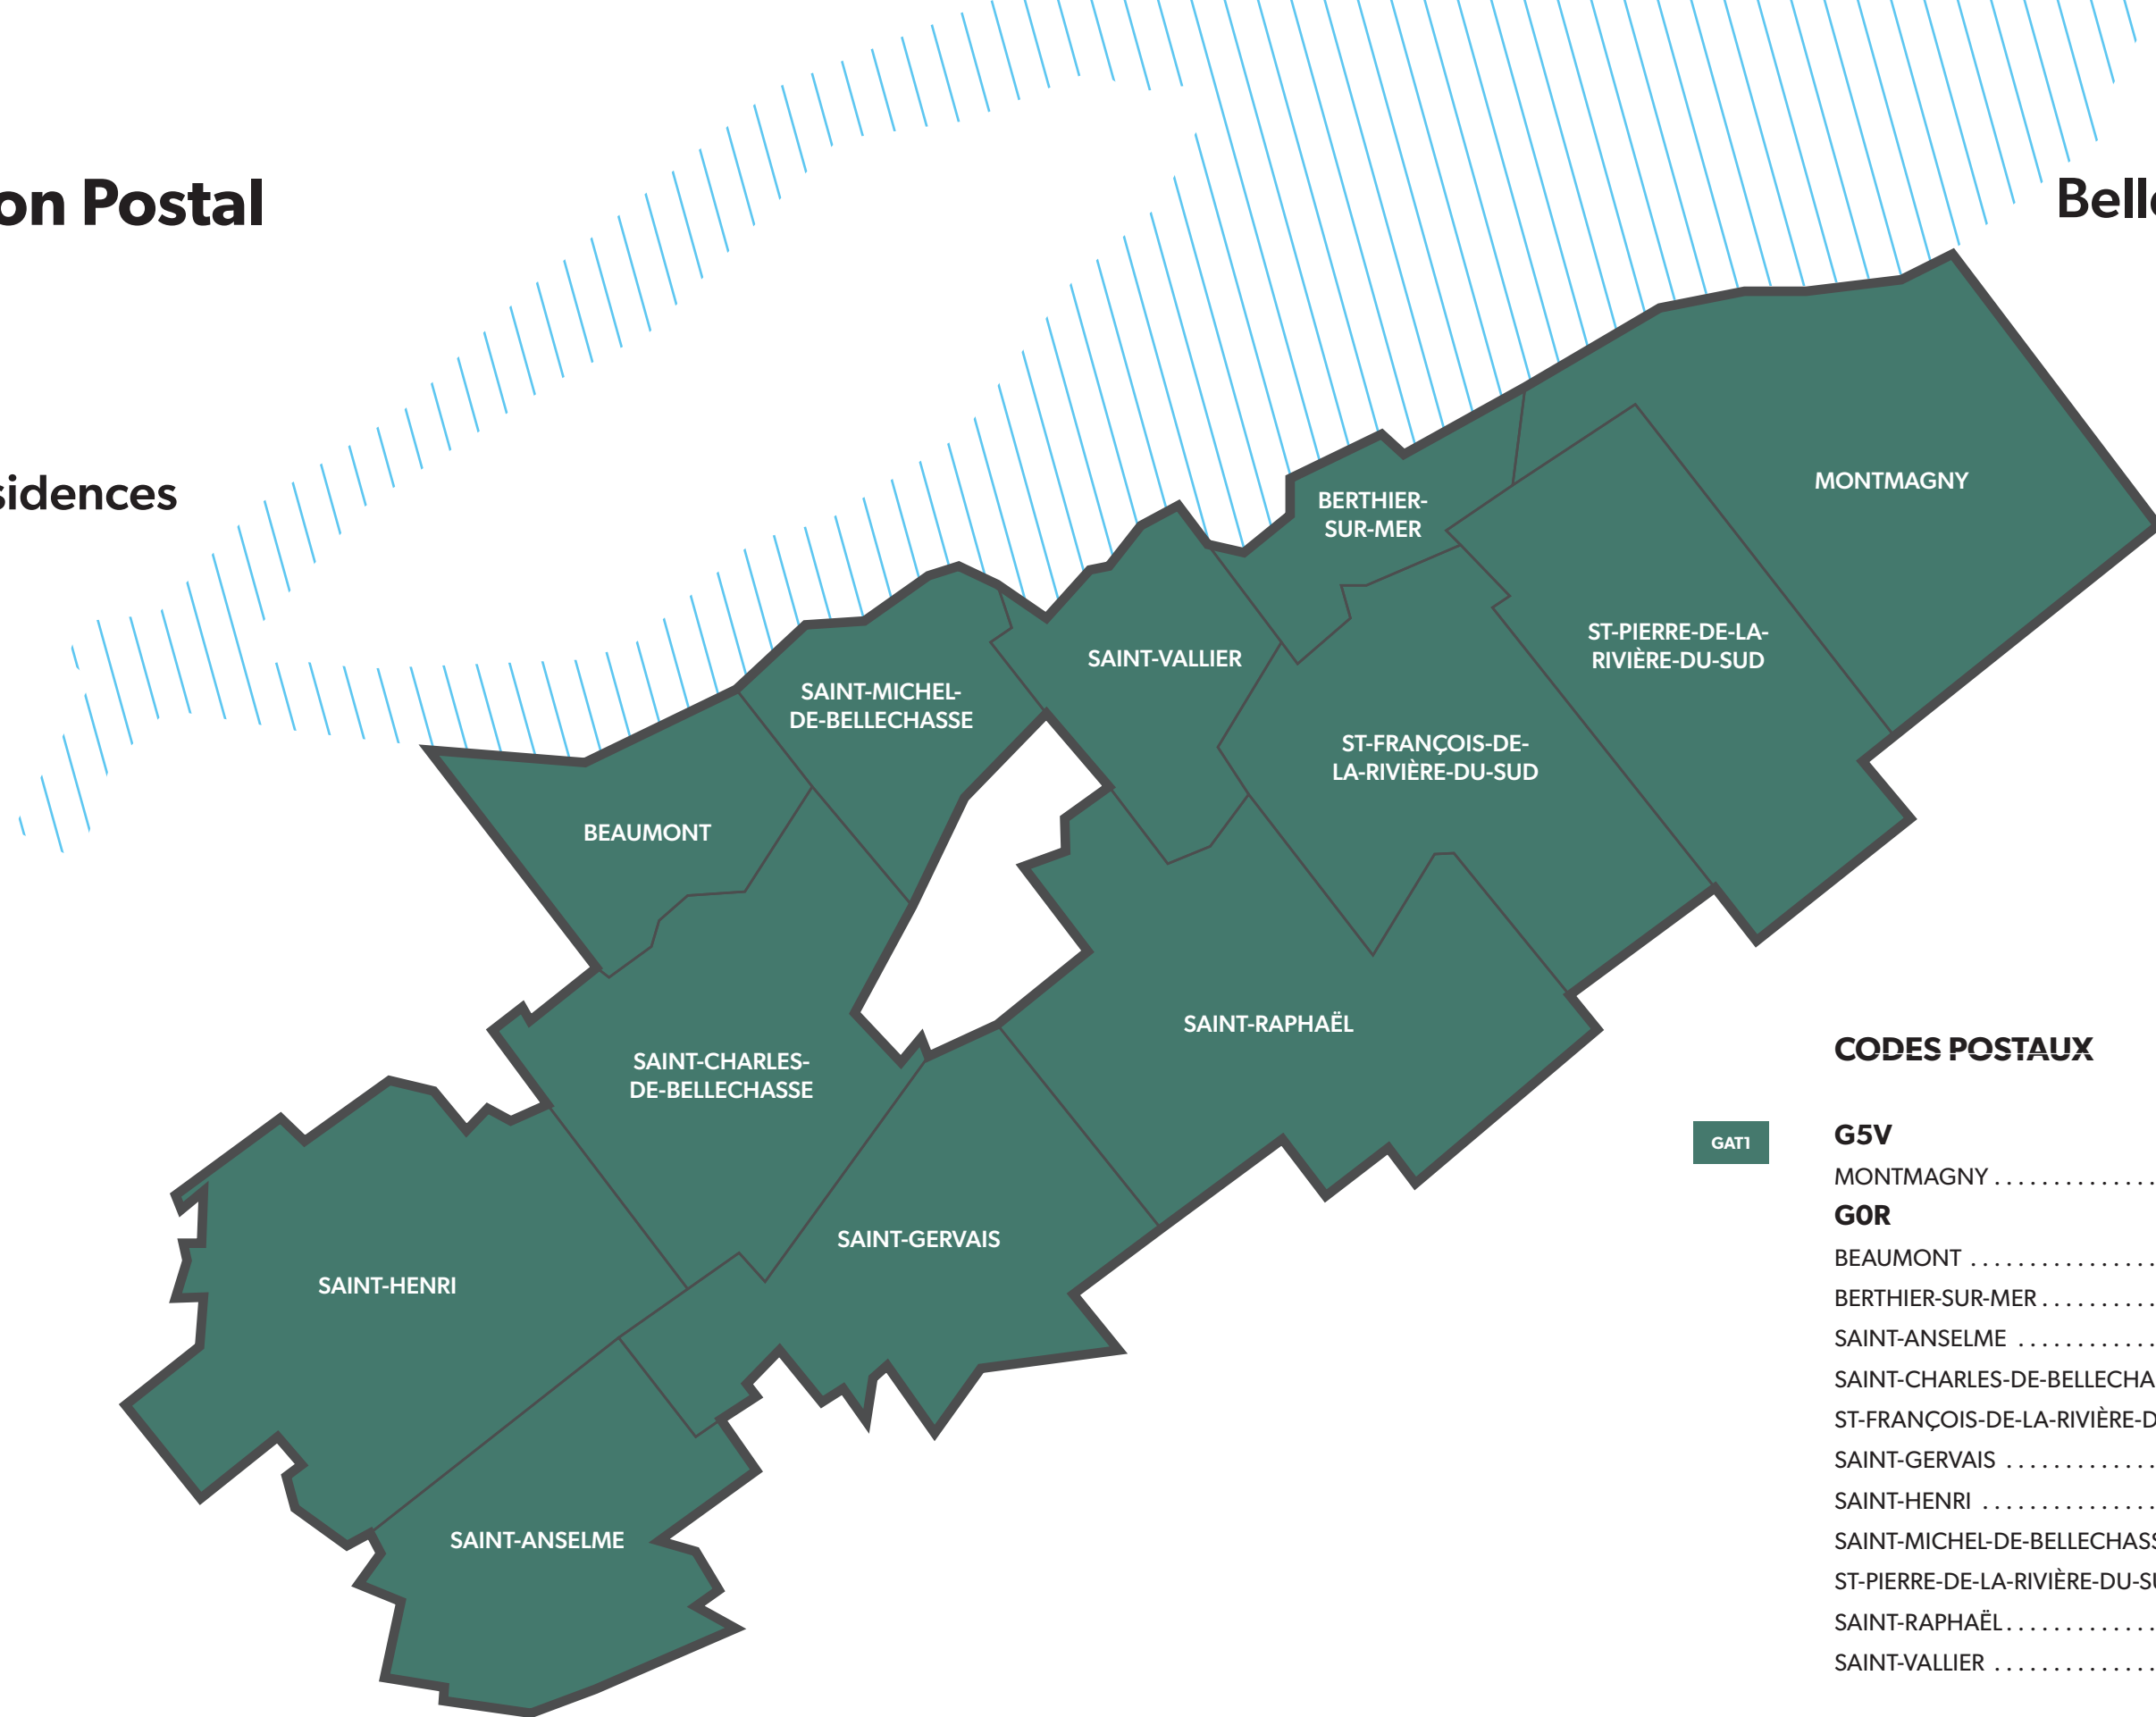 on Postal
Bell
sidences
MONTMAGNY
BERTHIER-
SUR-MER
ST-PIERRE-DE-LA-
RIVIÈRE-DU-SUD
SAINT-VALLIER
SAINT-MICHEL-
DE-BELLECHASSE
ST-FRANÇOIS-DE-
LA-RIVIÈRE-DU-SUD
BEAUMONT
SAINT-RAPHAËL
SAINT-CHARLES-
DE-BELLECHASSE
SAINT-GERVAIS
SAINT-HENRI
SAINT-ANSELME
CODES POSTAUX
GAT1
G5V
MONTMAGNY . . . . . . . . . . . . . .
G0R
BEAUMONT . . . . . . . . . . . . . . . .
BERTHIER-SUR-MER . . . . . . . . . .
SAINT-ANSELME . . . . . . . . . . . .
SAINT-CHARLES-DE-BELLECHA
ST-FRANÇOIS-DE-LA-RIVIÈRE-D
SAINT-GERVAIS . . . . . . . . . . . . .
SAINT-HENRI . . . . . . . . . . . . . . .
SAINT-MICHEL-DE-BELLECHASS
ST-PIERRE-DE-LA-RIVIÈRE-DU-SU
SAINT-RAPHAËL . . . . . . . . . . . . .
SAINT-VALLIER . . . . . . . . . . . . . .